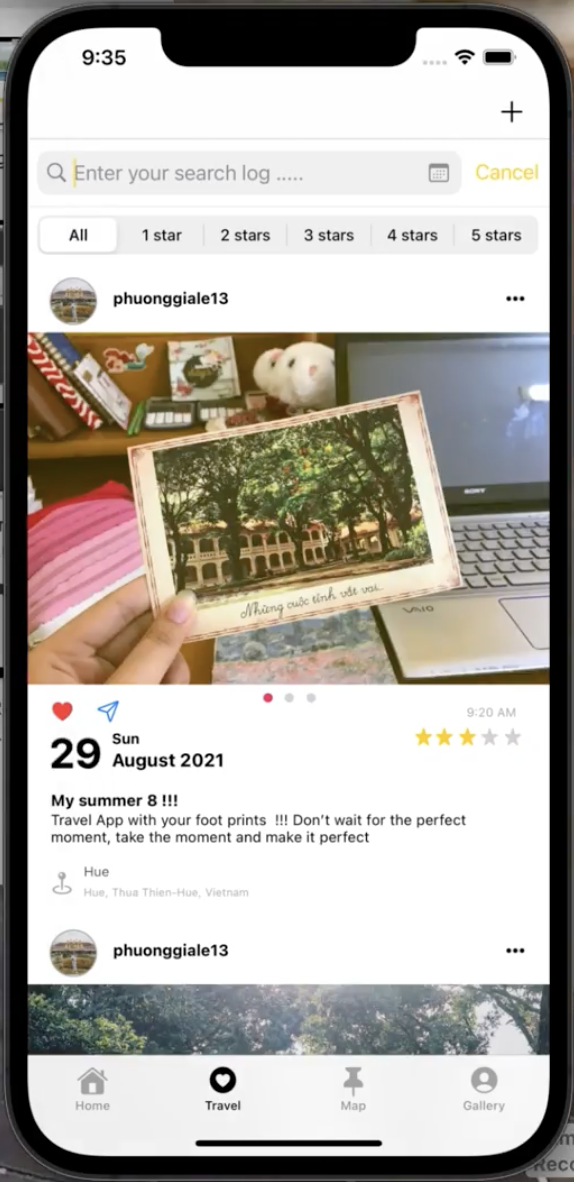 9:35
+
Enter your search log .....
Cancel
All
1 star
2 stars
3 stars
4 stars
5 stars
phuonggiale13
SONY
Những cuộc tình vắt vai...
VAIO
9:20 AM
29
Sun
August 2021
My summer 8 !!!
Travel App with your foot prints !!! Don't wait for the perfect
moment, take the moment and make it perfect
Hue
Hue, Thua Thien-Hue, Vietnam
phuonggiale13
Home
Travel
Map
Gallery